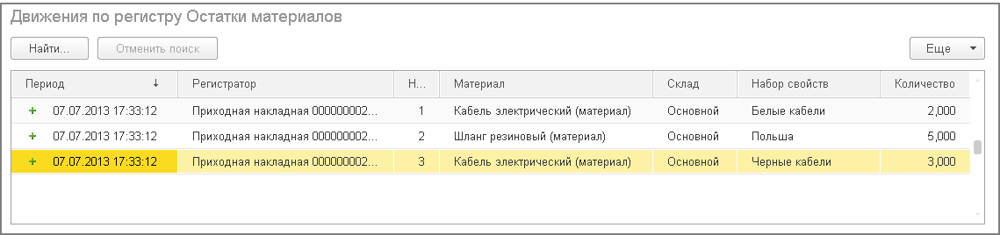 Движения по регистру Остатки материалов
Найти... Отменить поиск Еще
Период Регистратор Н... Материал Склад Набор свойств Количество
07.07.2013 17:33:12 Приходная накладная 000000002... 1 Кабель электрический (материал) Основной Белые кабели 2,000
07.07.2013 17:33:12 Приходная накладная 000000002... 2 Шланг резиновый (материал) Основной Польша 5,000
07.07.2013 17:33:12 Приходная накладная 000000002... 3 Кабель электрический (материал) Основной Черные кабели 3,000